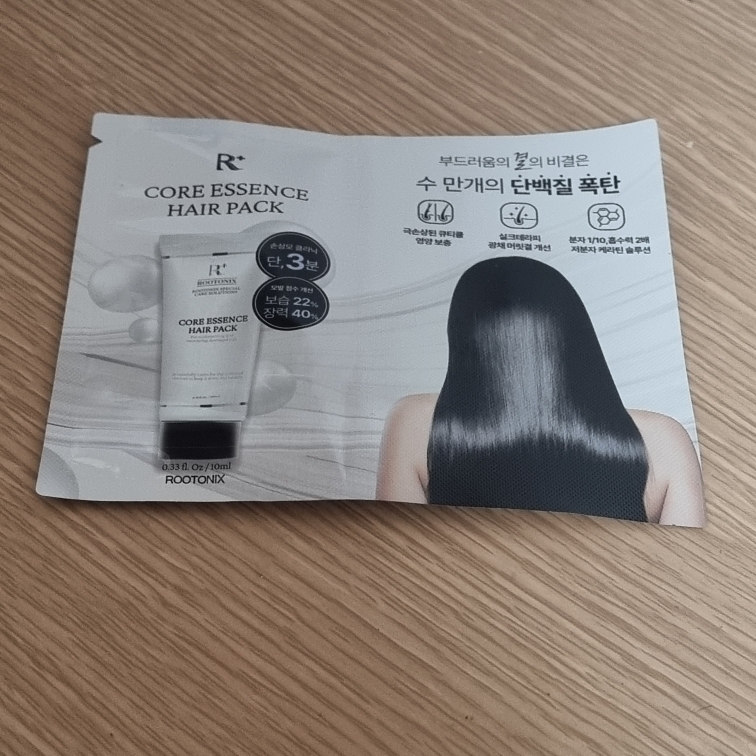 R+
CORE ESSENCE
HAIR PACK
손상모 클리닉
단, 3분
모발 점수 개선
보습 22%
장력 40%
R+
ROOTONIX
CORE ESSENCE
HAIR PACK
0.33 fl. Oz / 10ml
ROOTONIX
부드러움의 결의 비결은
수 만개의 단백질 폭탄
극손상된 큐티클
영양 보충
실크테라피
광채 머릿결 개선
분자 1/10, 흡수력 2배
저분자 케라틴 솔루션